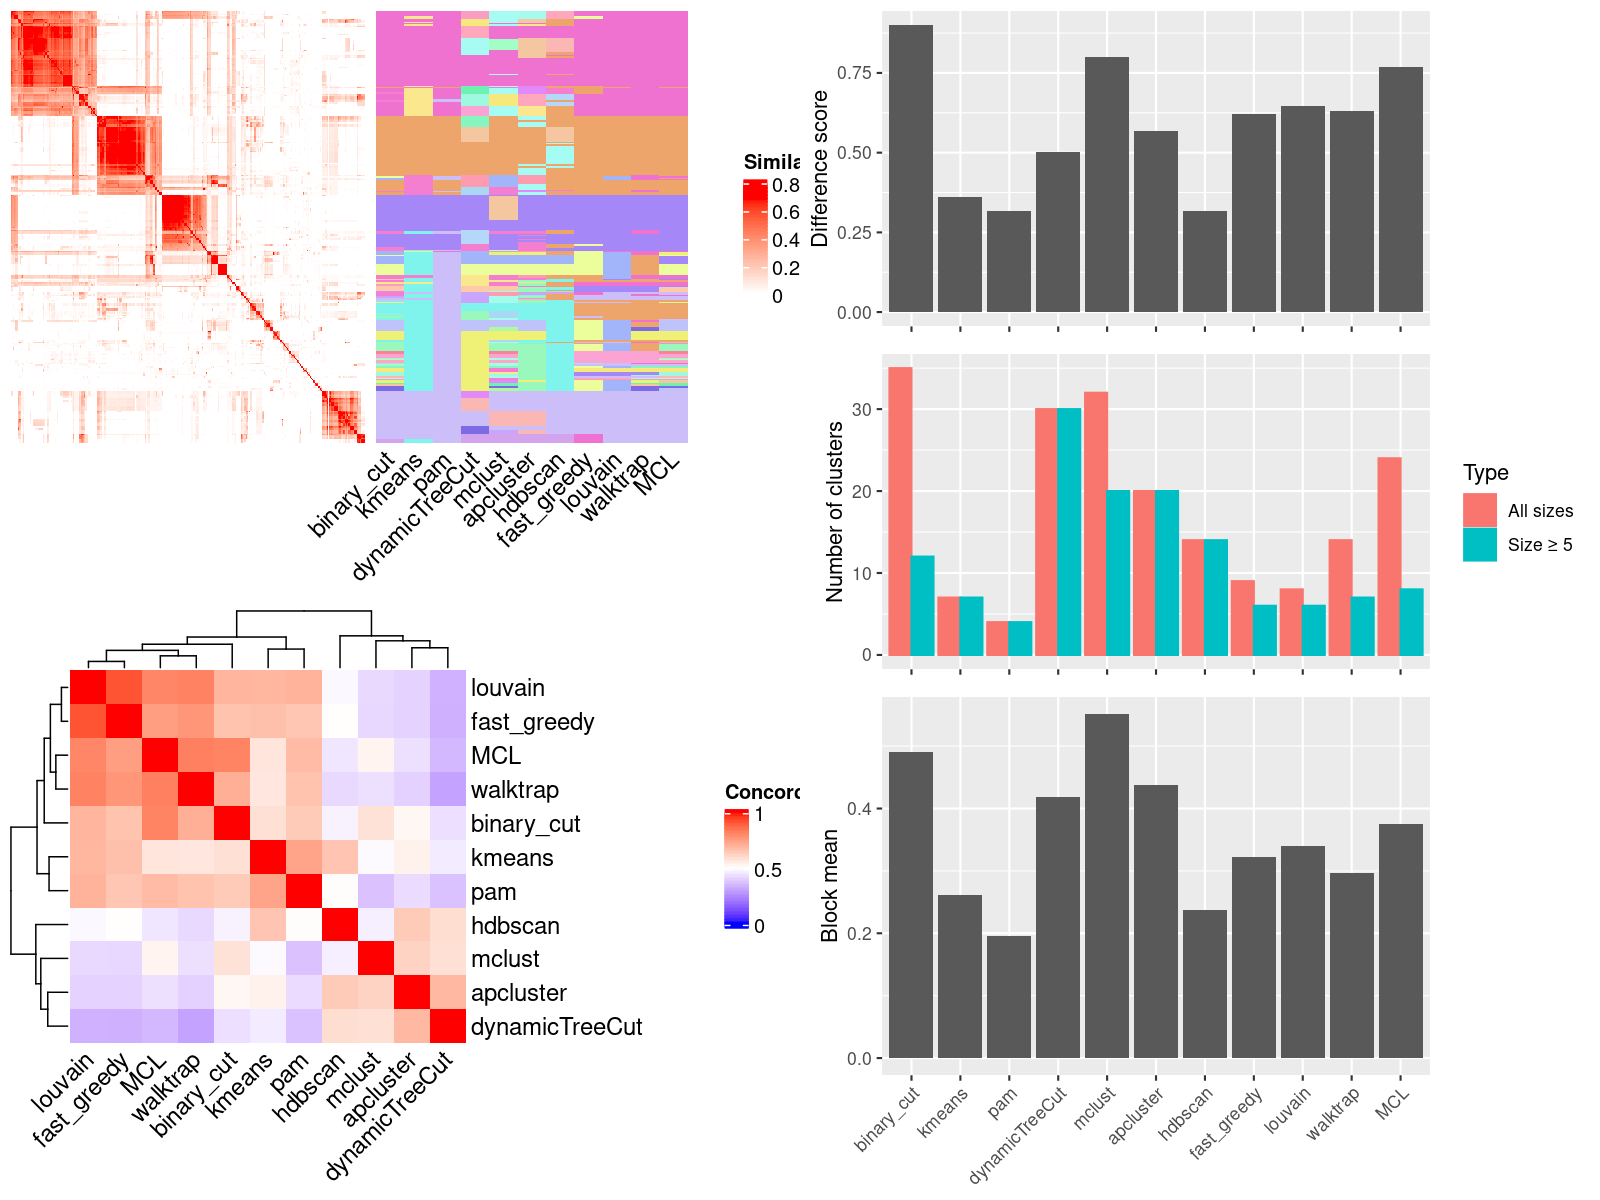 Simila
0.8
0.6
0.4
0.2
0
binary_cut
kmeans
pam
dynamicTreeCut
mclust
apcluster
hdbscan
fast_greedy
louvain
walktrap
MCL
Difference score
0.75
0.50
0.25
0.00
Number of clusters
30
20
10
0
Type
All sizes
Size ≥ 5
louvain
fast_greedy
MCL
walktrap
binary_cut
kmeans
pam
hdbscan
mclust
apcluster
dynamicTreeCut
louvain
fast_greedy
MCL
walktrap
binary_cut
kmeans
pam
hdbscan
mclust
apcluster
dynamicTreeCut
Concord
1
0.5
0
Block mean
0.4
0.2
0.0
binary_cut
kmeans
pam
dynamicTreeCut
mclust
apcluster
hdbscan
fast_greedy
louvain
walktrap
MCL